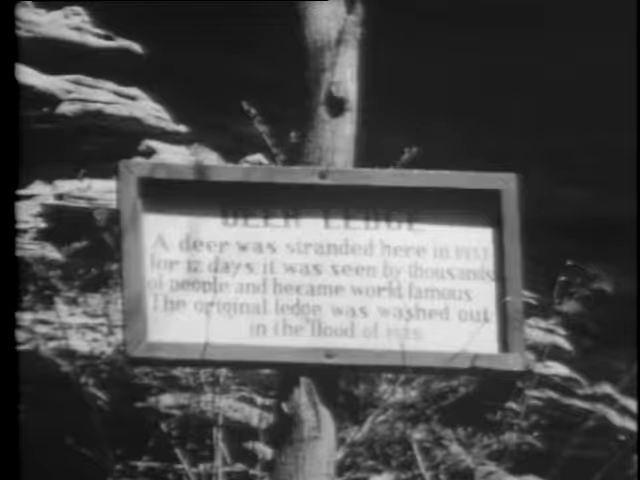 DEER LEDGE
A deer was stranded here in
for 12 days it was seen by thousands
of people and became world famous
The original ledge was washed out
in the flood of